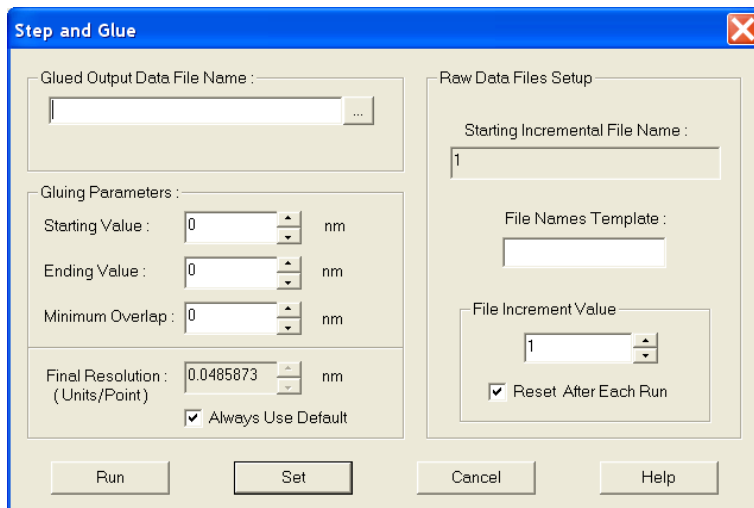 Step and Glue
Glued Output Data File Name :
...
Gluing Parameters :
Starting Value :
0
nm
Ending Value :
0
nm
Minimum Overlap :
0
nm
Final Resolution :
( Units/Point )
0.0485873
nm
Always Use Default
Raw Data Files Setup
Starting Incremental File Name :
1
File Names Template :
File Increment Value
1
Reset After Each Run
Run
Set
Cancel
Help